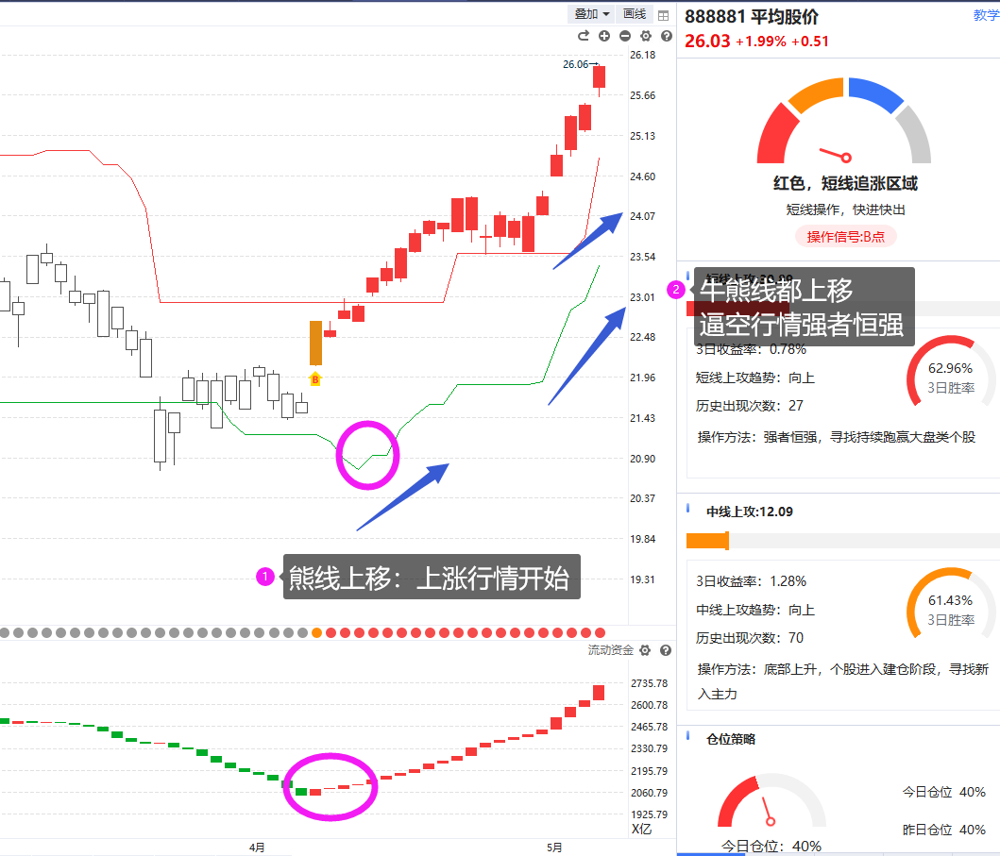 叠加
画线
26.06
26.18
25.66
25.13
24.60
24.07
23.54
23.01
22.48
21.96
21.43
20.90
20.37
19.84
19.31
B
1
熊线上移：上涨行情开始
流动资金
2735.78
2600.78
2465.78
2330.79
2195.79
2060.79
1925.79
X亿
4月
5月
888881 平均股价
教学
26.03 +1.99% +0.51
红色，短线追涨区域
短线操作，快进快出
操作信号:B点
短线上攻:30.09
2
牛熊线都上移
逼空行情强者恒强
3日收益率：0.78%
短线上攻趋势：向上
历史出现次数：27
62.96%
3日胜率
操作方法：强者恒强，寻找持续跑赢大盘类个股
中线上攻:12.09
3日收益率：1.28%
中线上攻趋势：向上
历史出现次数：70
61.43%
3日胜率
操作方法：底部上升，个股进入建仓阶段，寻找新
入主力
仓位策略
今日仓位 40%
昨日仓位 40%
今日仓位：40%